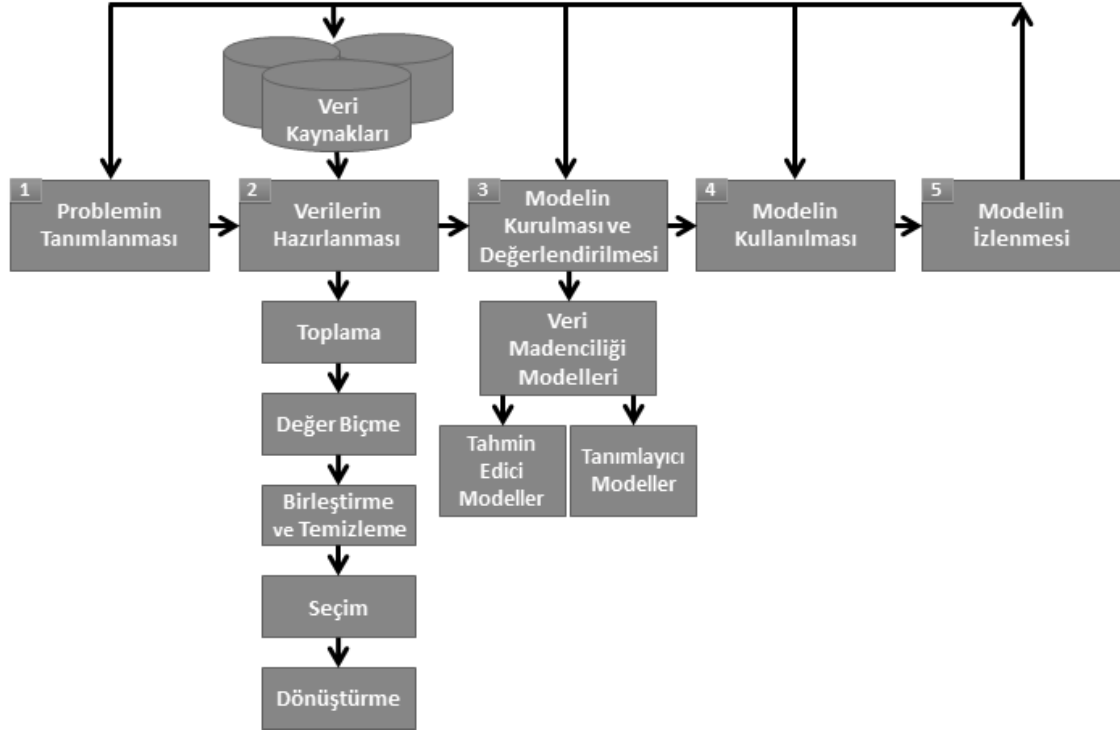 Veri
Kaynakları
1
Problemin
Tanımlanması
2
Verilerin
Hazırlanması
3
Modelin
Kurulması ve
Değerlendirilmesi
4
Modelin
Kullanılması
5
Modelin
İzlenmesi
Toplama
Değer Biçme
Birleştirme
ve Temizleme
Seçim
Dönüştürme
Veri
Madenciliği
Modelleri
Tahmin
Edici
Modeller
Tanımlayıcı
Modeller